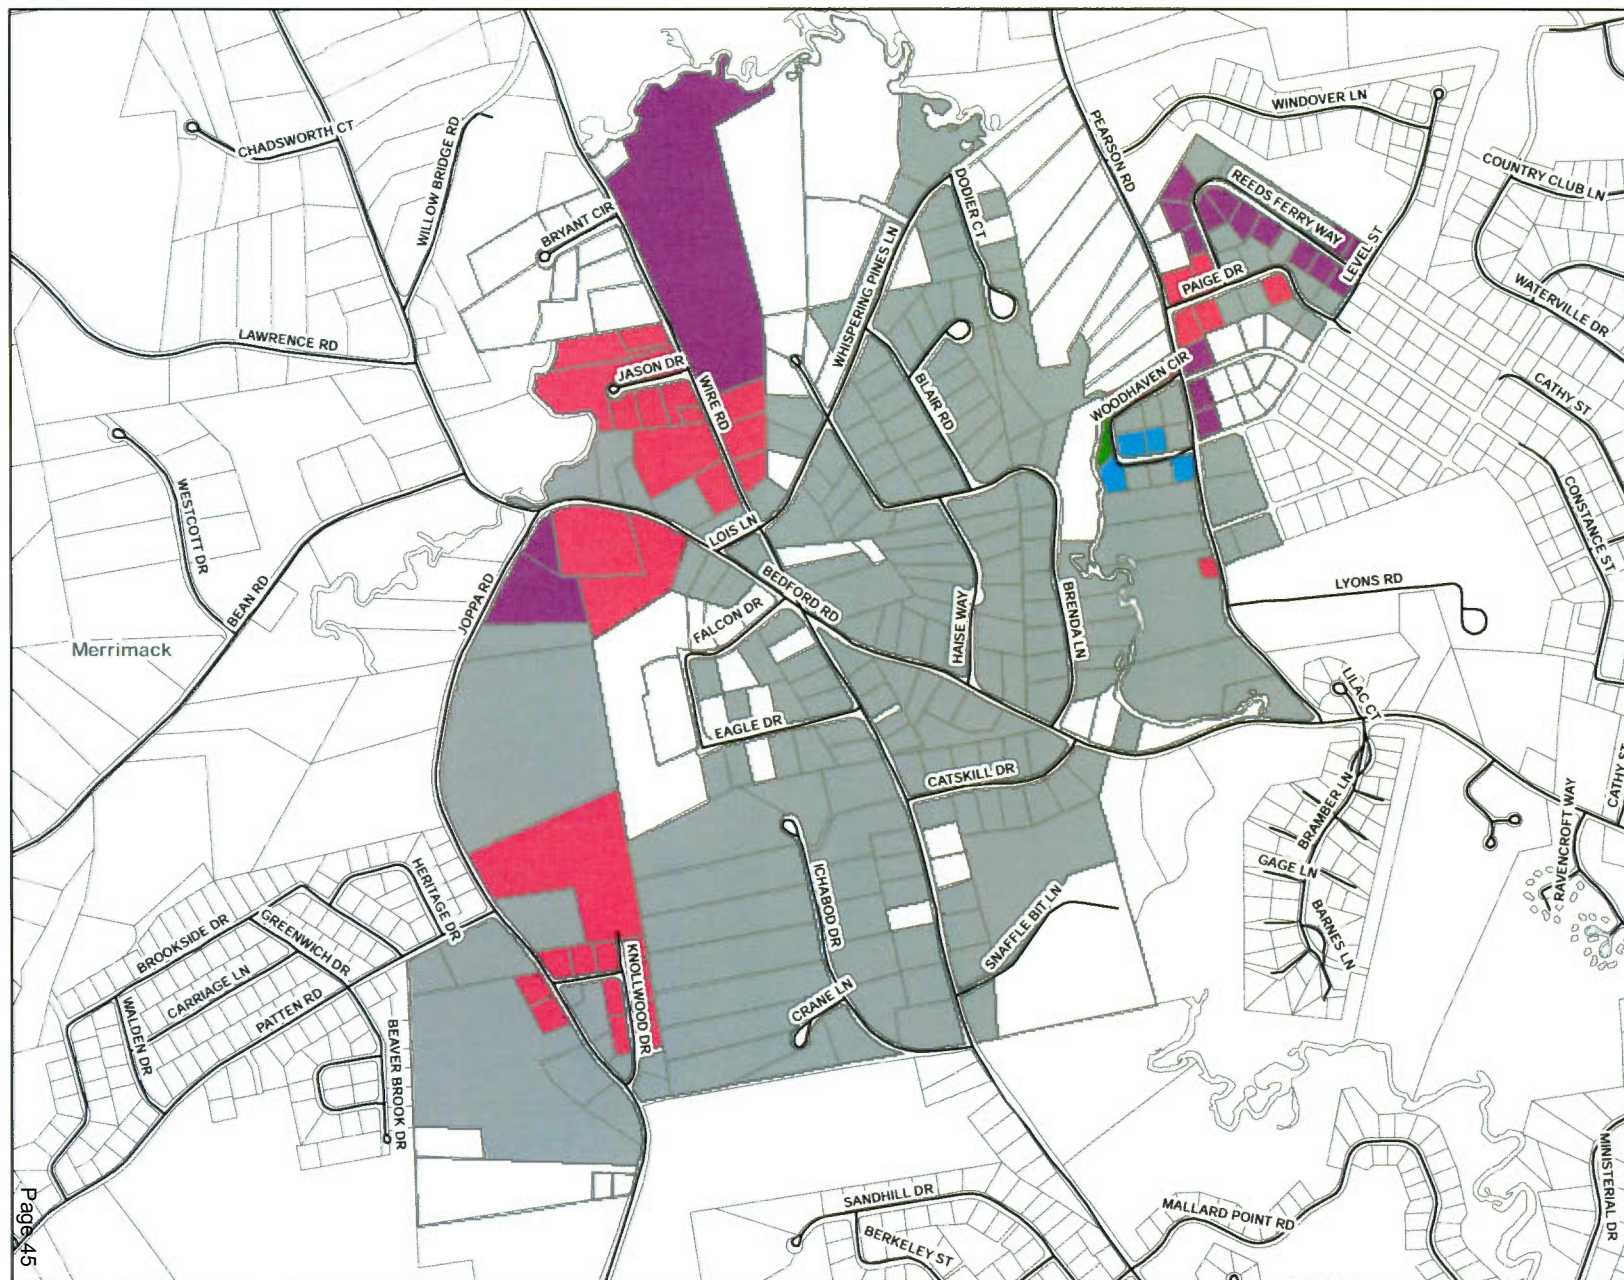 WINDOVER LN
PEARSON RD
CHADSWORTH CT
WILLOW BRIDGE RD
COUNTRY CLUB LN
DODIER CT
REEDS FERRY WAY
BRYANT CIR
LEVEL ST
WHISPERING PINES LN
PAIGE DR
WATERVILLE DR
LAWRENCE RD
JASON DR
WIRE RD
BLAIR RD
WOODHAVEN CIR
CATHY ST
WESTCOTT DR
CONSTANCE ST
LOIS LN
BEDFORD RD
BEAN RD
JOPPA RD
FALCON DR
HAISE WAY
BRENDA LN
LYONS RD
Merrimack
LILAC CT
EAGLE DR
CATSKILL DR
BRAMBER LN
CATHY ST
RAVENCROFT WAY
GAGE LN
HERITAGE DR
ICHABOD DR
BROOKSIDE DR
GREENWICH DR
SNAFFLE BIT LN
BARNES LN
CARRIAGE LN
KNOLLWOOD DR
PATTEN RD
CRANE LN
WALDEN DR
BEAVER BROOK DR
SANDHILL DR
MALLARD POINT RD
MINISTERIAL DR
BERKELEY ST
Page 45